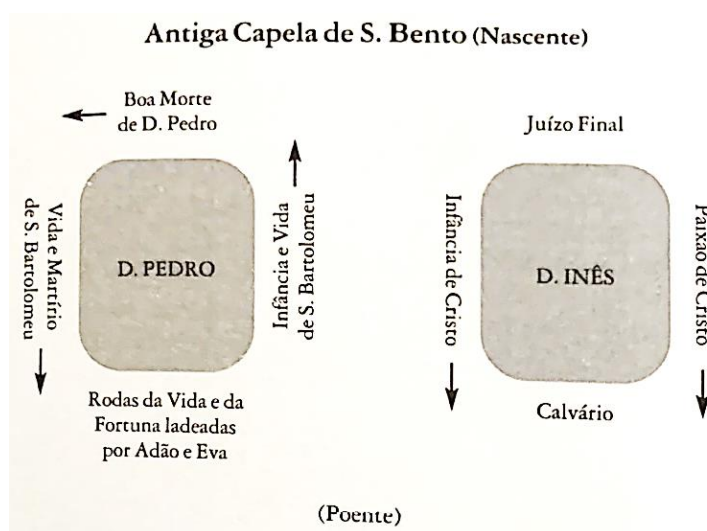 Antiga Capela de S. Bento (Nascente)
Boa Morte
de D. Pedro
Juízo Final
Vida e Martírio
de S. Bartolomeu
D. PEDRO
Infância e Vida
de S. Bartolomeu
Infância de Cristo
D. INÊS
Paixão de Cristo
Rodas da Vida e da
Fortuna ladeadas
por Adão e Eva
Calvário
(Poente)